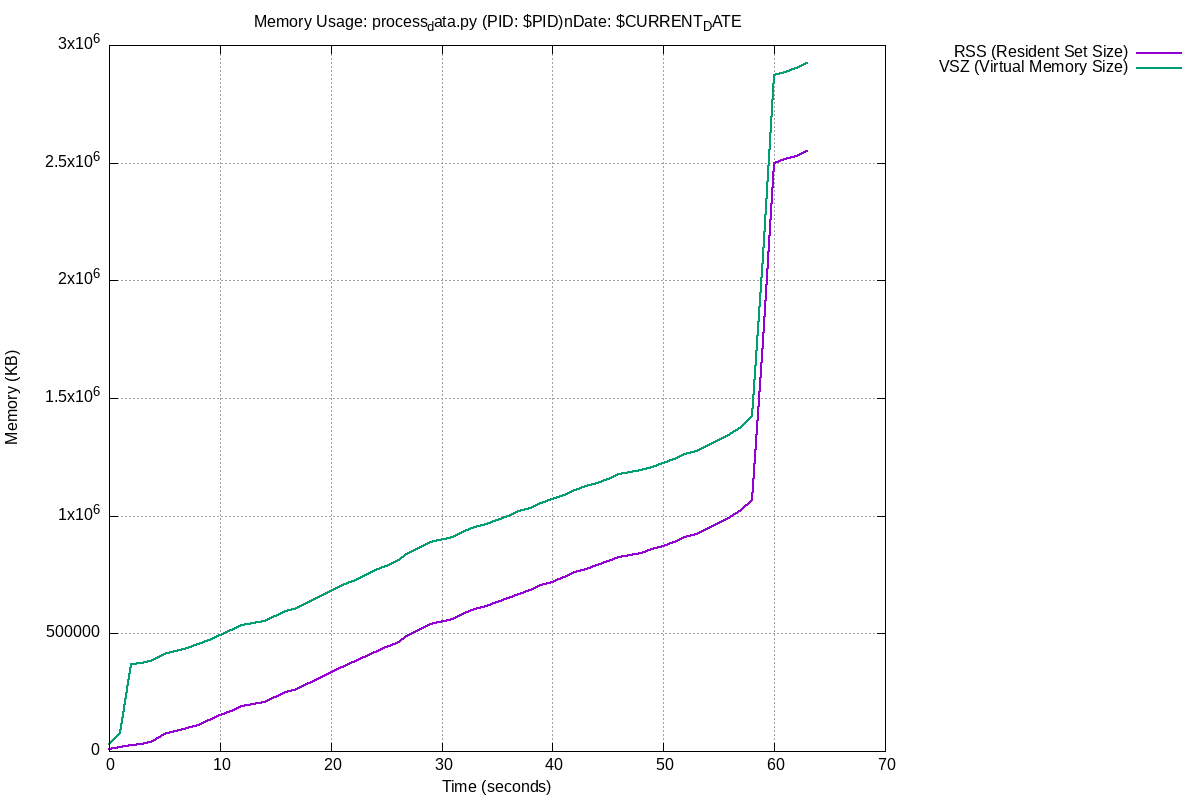 Memory Usage: process_data.py (PID: $PID)nDate: $CURRENT_DATE
RSS (Resident Set Size)
VSZ (Virtual Memory Size)
3x10^6
2.5x10^6
2x10^6
1.5x10^6
1x10^6
500000
0
Memory (KB)
0 10 20 30 40 50 60 70
Time (seconds)